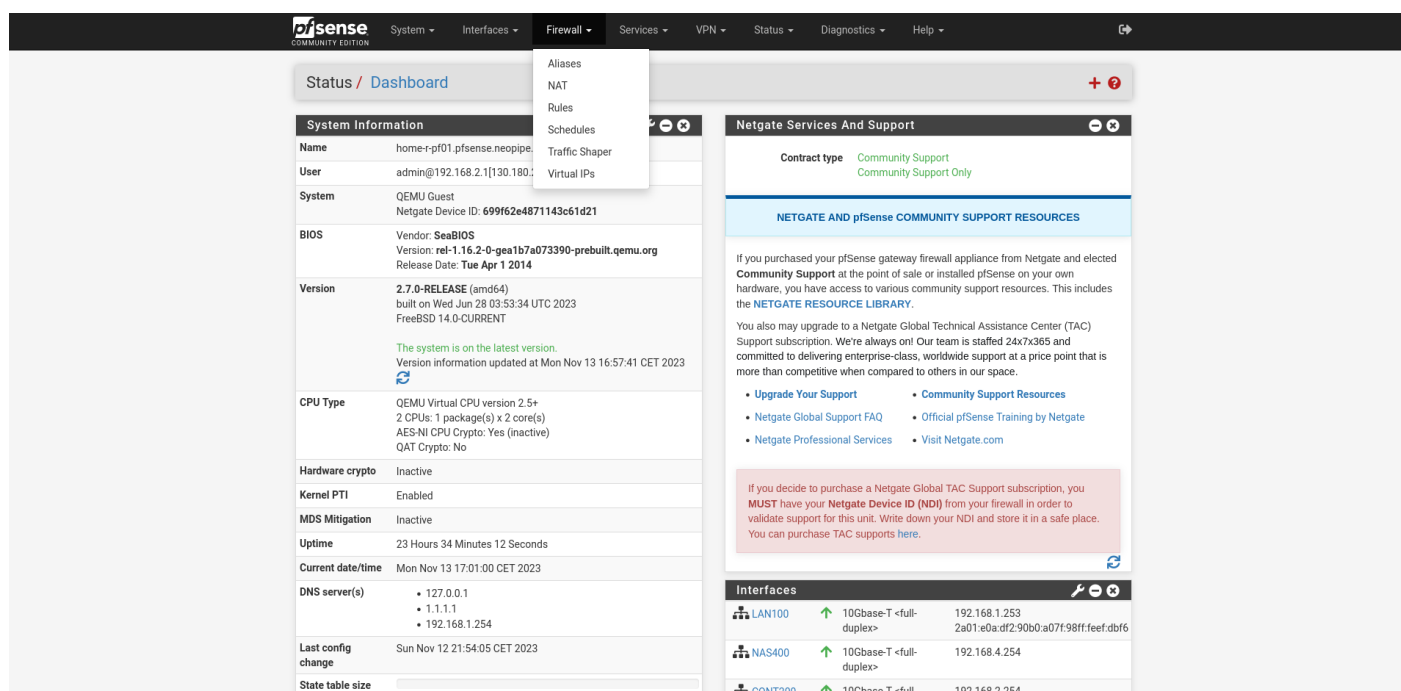 pfsense
COMMUNITY EDITION
System
Interfaces
Firewall
Services
VPN
Status
Diagnostics
Help
Aliases
NAT
Rules
Schedules
Traffic Shaper
Virtual IPs
Status / Dashboard
System Information
Name home-r-pf01.pfsense.neopipe.
User admin@192.168.2.1[130.180.
System QEMU Guest
Netgate Device ID: 699f62e4871143c61d21
BIOS Vendor: SeaBIOS
Version: rel-1.16.2-0-gea1b7a073390-prebuilt.qemu.org
Release Date: Tue Apr 1 2014
Version 2.7.0-RELEASE (amd64)
built on Wed Jun 28 03:53:34 UTC 2023
FreeBSD 14.0-CURRENT
The system is on the latest version.
Version information updated at Mon Nov 13 16:57:41 CET 2023
CPU Type QEMU Virtual CPU version 2.5+
2 CPUs: 1 package(s) x 2 core(s)
AES-NI CPU Crypto: Yes (inactive)
QAT Crypto: No
Hardware crypto Inactive
Kernel PTI Enabled
MDS Mitigation Inactive
Uptime 23 Hours 34 Minutes 12 Seconds
Current date/time Mon Nov 13 17:01:00 CET 2023
DNS server(s) • 127.0.0.1
• 1.1.1.1
• 192.168.1.254
Last config
change Sun Nov 12 21:54:05 CET 2023
State table size
Netgate Services And Support
Contract type Community Support
Community Support Only
NETGATE AND pfSense COMMUNITY SUPPORT RESOURCES
If you purchased your pfSense gateway firewall appliance from Netgate and elected
Community Support at the point of sale or installed pfSense on your own
hardware, you have access to various community support resources. This includes
the NETGATE RESOURCE LIBRARY.
You also may upgrade to a Netgate Global Technical Assistance Center (TAC)
Support subscription. We're always on! Our team is staffed 24x7x365 and
committed to delivering enterprise-class, worldwide support at a price point that is
more than competitive when compared to others in our space.
• Upgrade Your Support • Community Support Resources
• Netgate Global Support FAQ • Official pfSense Training by Netgate
• Netgate Professional Services • Visit Netgate.com
If you decide to purchase a Netgate Global TAC Support subscription, you
MUST have your Netgate Device ID (NDI) from your firewall in order to
validate support for this unit. Write down your NDI and store it in a safe place.
You can purchase TAC supports here.
Interfaces
LAN100 10Gbase-T <full-duplex> 192.168.1.253
2a01:e0a:df2:90b0:a07f:98ff:feef:dbf6
NAS400 10Gbase-T <full-duplex> 192.168.4.254
CONT200 10Gbase-T <full- 192.168.2.254